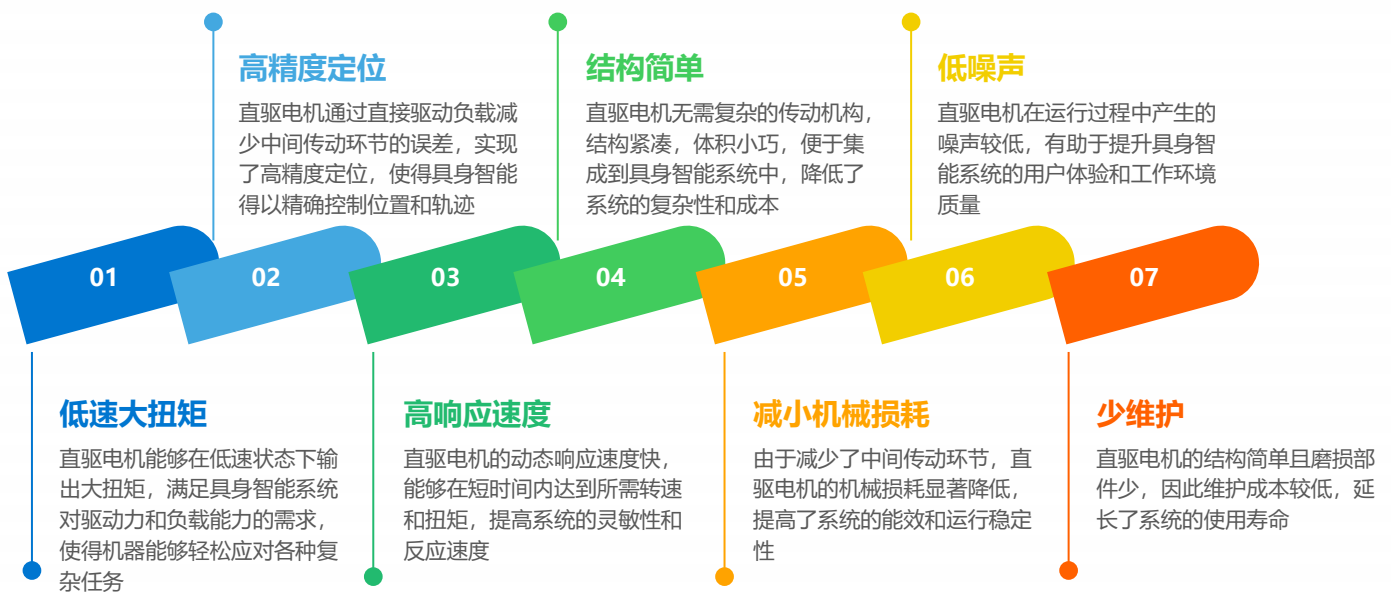 高精度定位
直驱电机通过直接驱动负载减
少中间传动环节的误差，实现
了高精度定位，使得具身智能
得以精确控制位置和轨迹
结构简单
直驱电机无需复杂的传动机构，
结构紧凑，体积小巧，便于集
成到具身智能系统中，降低了
系统的复杂性和成本
低噪声
直驱电机在运行过程中产生的
噪声较低，有助于提升具身智
能系统的用户体验和工作环境
质量
01
02
03
04
05
06
07
低速大扭矩
直驱电机能够在低速状态下输
出大扭矩，满足具身智能系统
对驱动力和负载能力的需求，
使得机器能够轻松应对各种复
杂任务
高响应速度
直驱电机的动态响应速度快，
能够在短时间内达到所需转速
和扭矩，提高系统的灵敏性和
反应速度
减小机械损耗
由于减少了中间传动环节，直
驱电机的机械损耗显著降低，
提高了系统的能效和运行稳定
性
少维护
直驱电机的结构简单且磨损部
件少，因此维护成本较低，延
长了系统的使用寿命